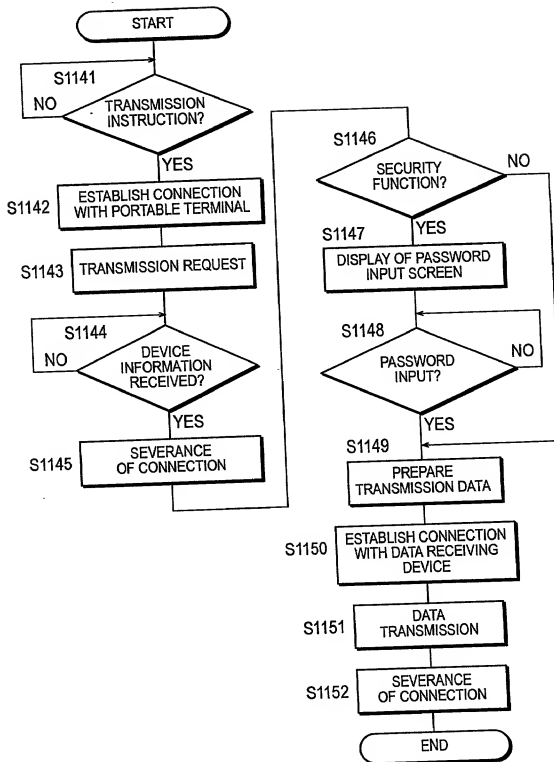 START
S1141
TRANSMISSION
INSTRUCTION?
NO
YES
S1142
ESTABLISH CONNECTION
WITH PORTABLE TERMINAL
S1143
TRANSMISSION REQUEST
S1144
DEVICE
INFORMATION
RECEIVED?
NO
YES
S1145
SEVERANCE
OF CONNECTION
S1146
SECURITY
FUNCTION?
NO
YES
S1147
DISPLAY OF PASSWORD
INPUT SCREEN
S1148
PASSWORD
INPUT?
NO
YES
S1149
PREPARE
TRANSMISSION DATA
S1150
ESTABLISH CONNECTION
WITH DATA RECEIVING
DEVICE
S1151
DATA
TRANSMISSION
S1152
SEVERANCE
OF CONNECTION
END